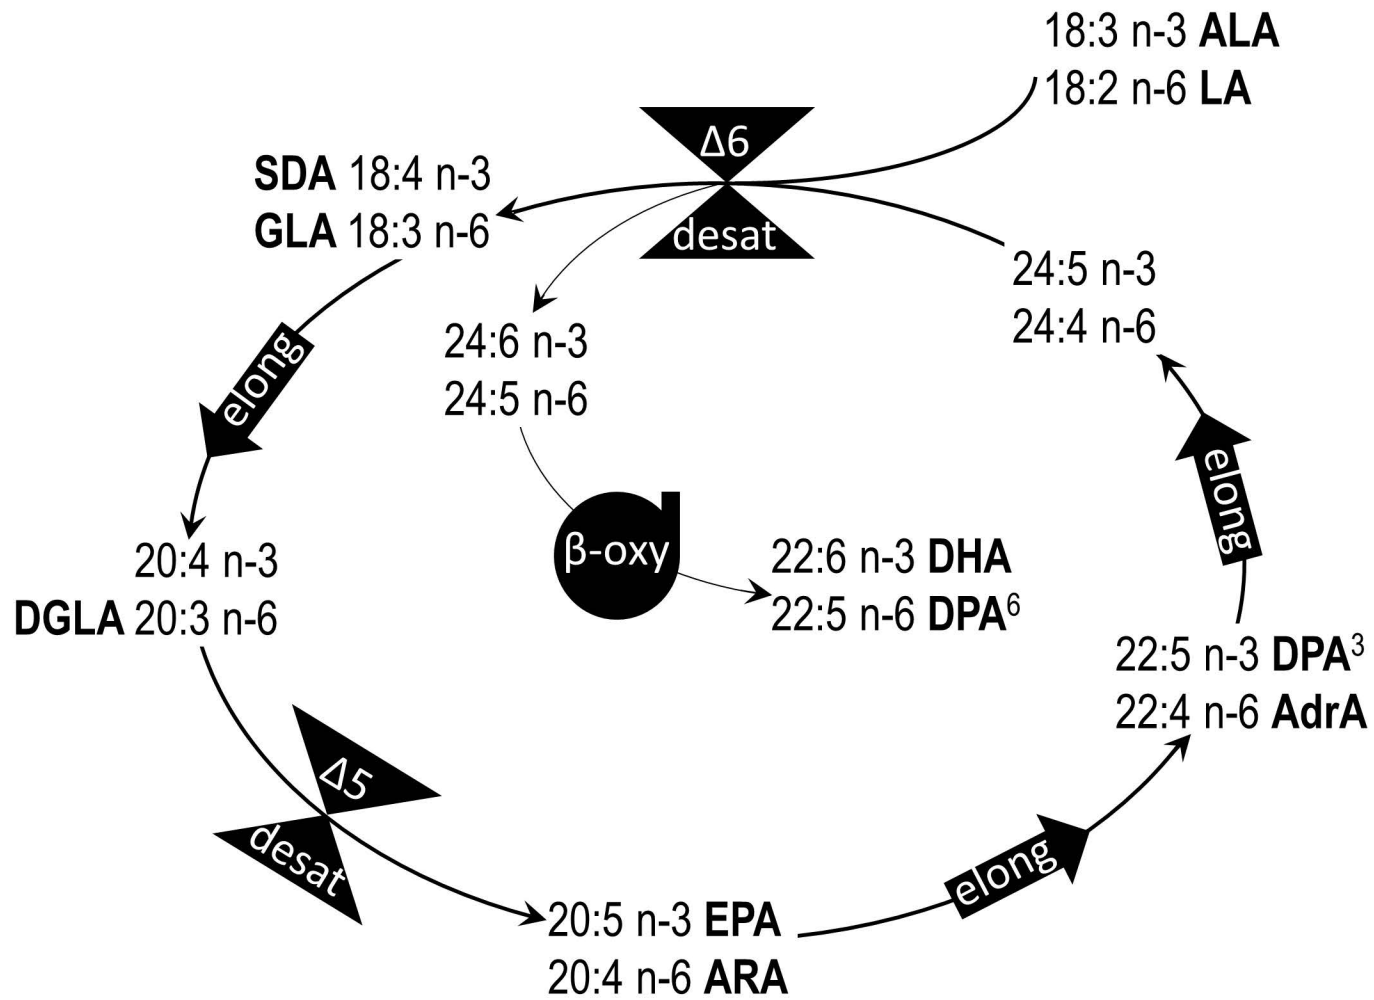 18:3 n-3 ALA
18:2 n-6 LA
Δ6
desat
SDA 18:4 n-3
GLA 18:3 n-6
24:5 n-3
24:4 n-6
24:6 n-3
24:5 n-6
elong
elong
β-oxy
20:4 n-3
DGLA 20:3 n-6
22:6 n-3 DHA
22:5 n-6 DPA⁶
22:5 n-3 DPA³
22:4 n-6 AdrA
Δ5
desat
elong
20:5 n-3 EPA
20:4 n-6 ARA